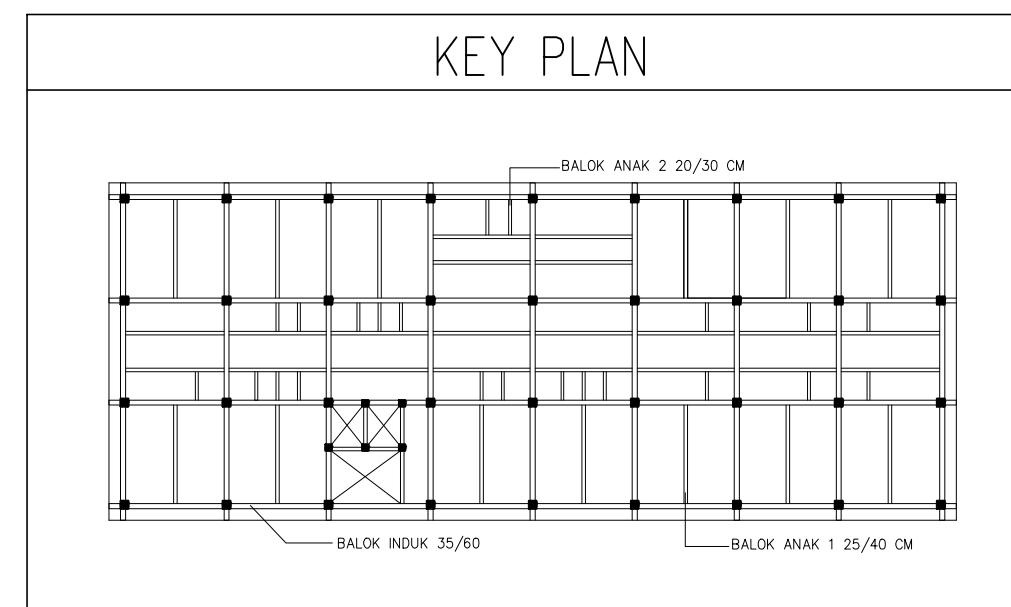 KEY PLAN
BALOK ANAK 2 20/30 CM
BALOK INDUK 35/60
BALOK ANAK 1 25/40 CM